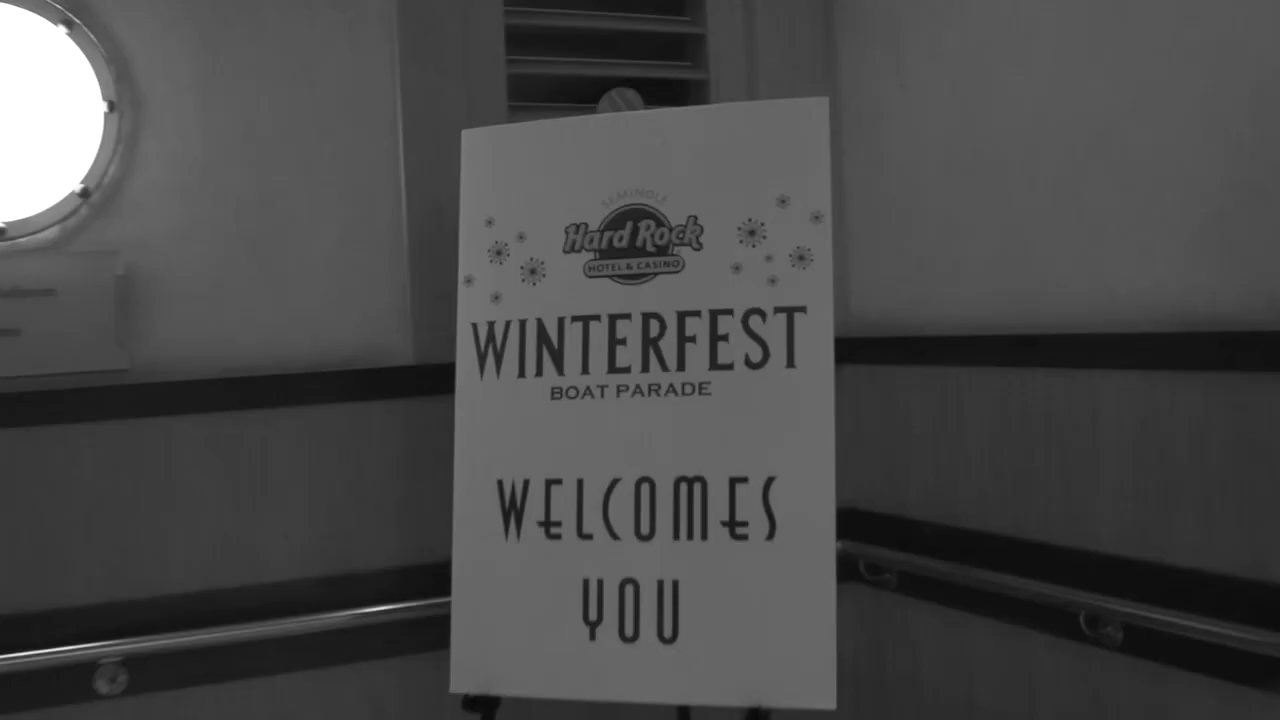 SEMINOLE
Hard Rock
HOTEL & CASINO
WINTERFEST
BOAT PARADE
WELCOMES
YOU